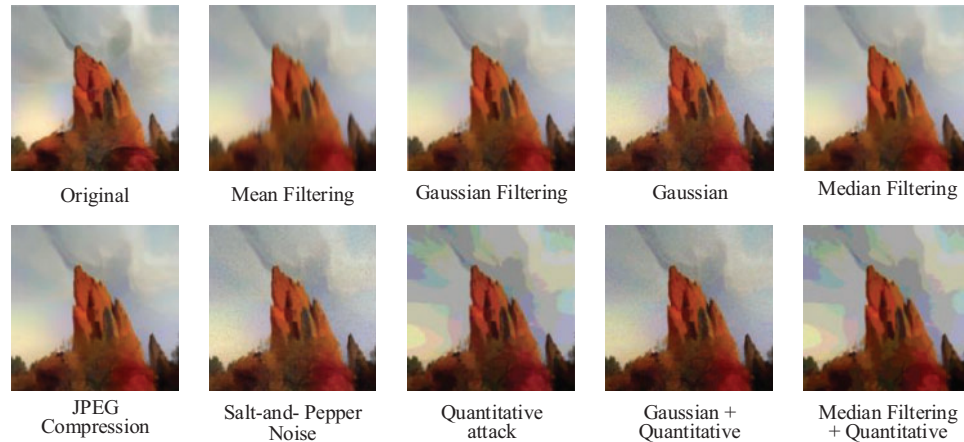 Original
Mean Filtering
Gaussian Filtering
Gaussian
Median Filtering
JPEG
Compression
Salt-and- Pepper
Noise
Quantitative
attack
Gaussian +
Quantitative
Median Filtering
+ Quantitative